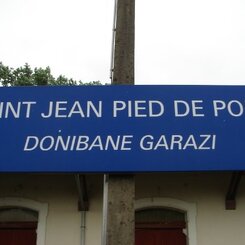 INT JEAN PIED DE PO
DONIBANE GARAZI